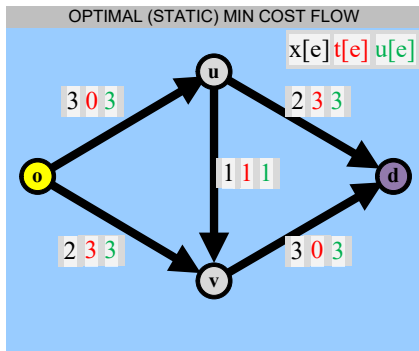 OPTIMAL (STATIC) MIN COST FLOW
x[e] t[e] u[e]
u
3 0 3
2 3 3
o
1 1 1
d
2 3 3
3 0 3
v